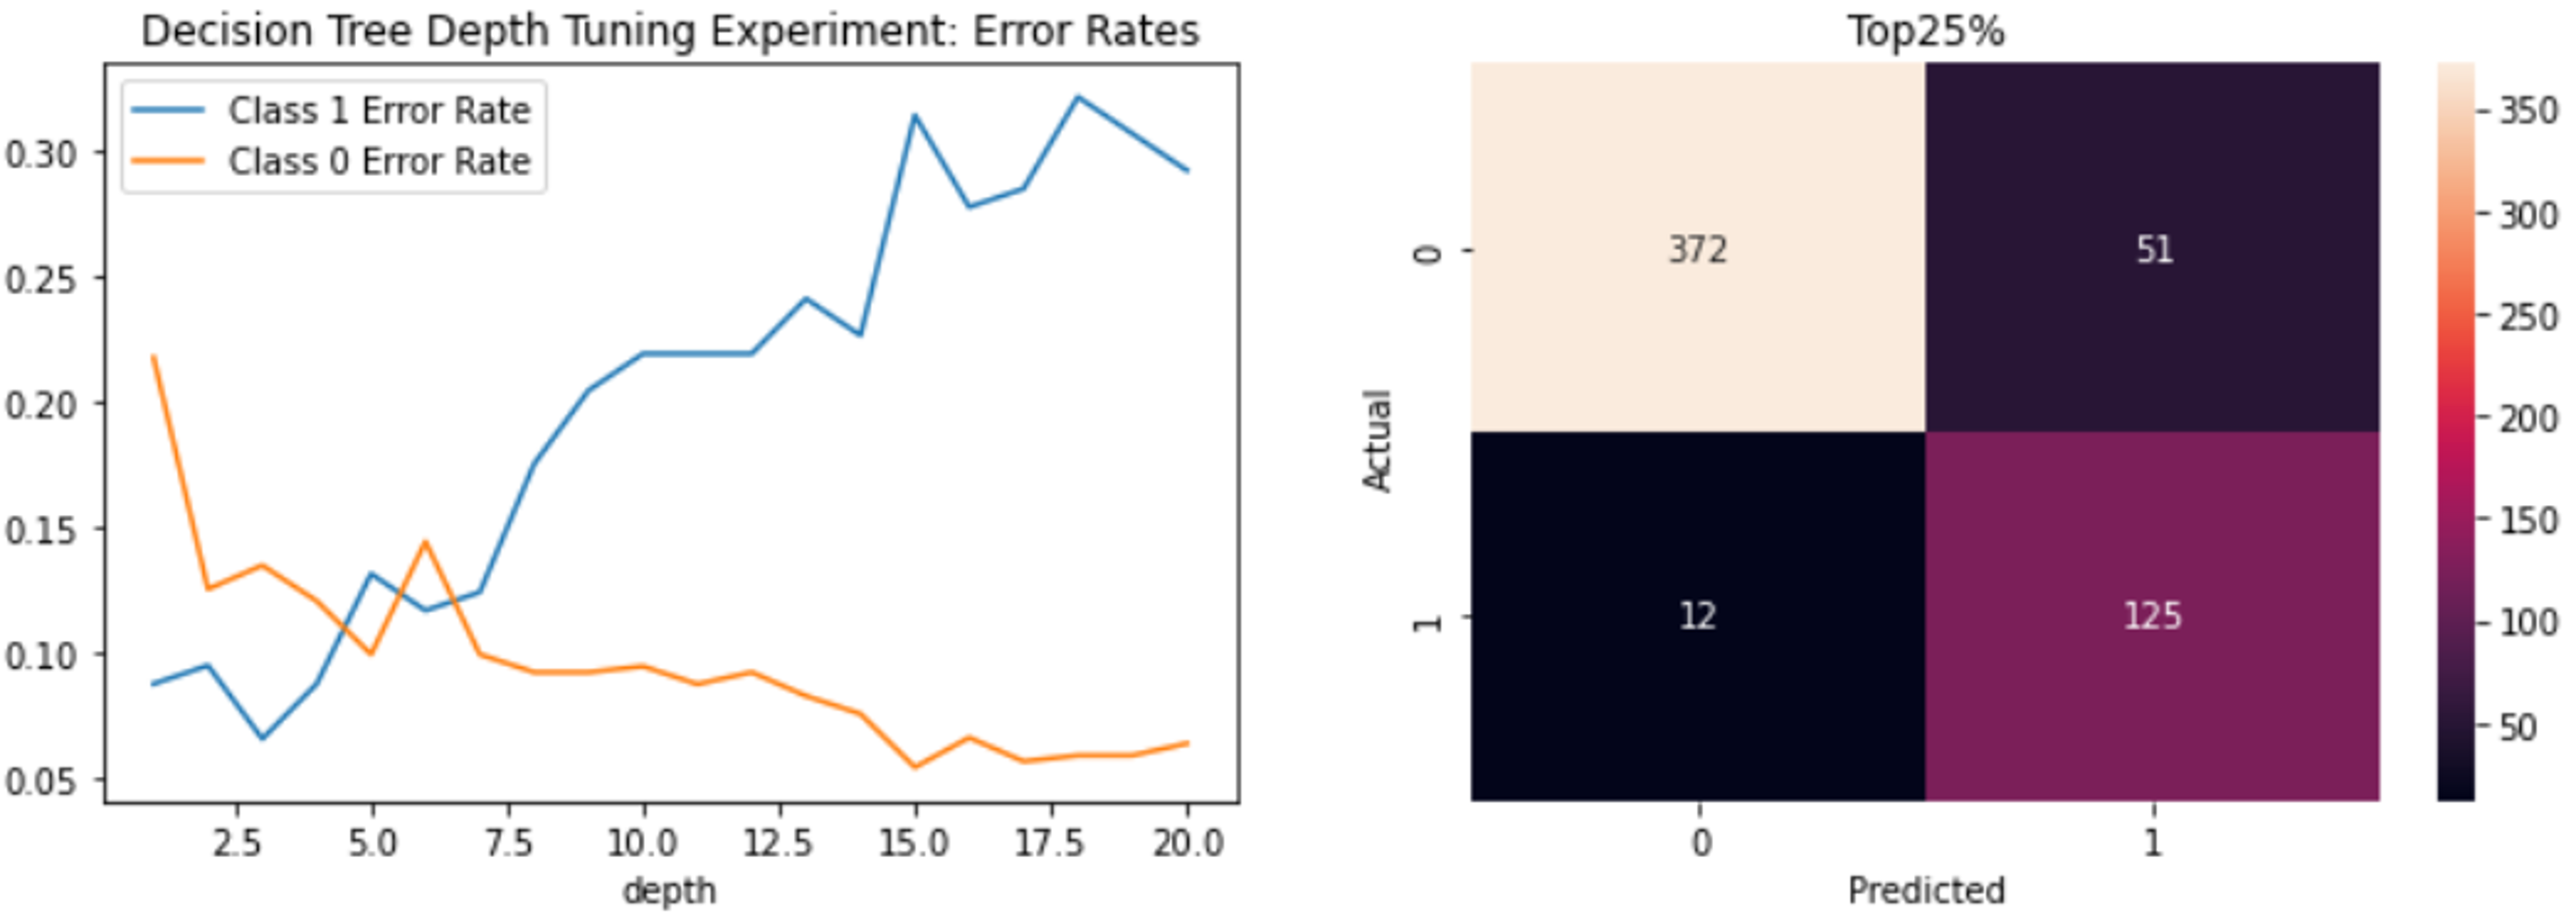 Decision Tree Depth Tuning Experiment: Error Rates
Class 1 Error Rate
Class 0 Error Rate
0.30
0.25
0.20
0.15
0.10
0.05
2.5 5.0 7.5 10.0 12.5 15.0 17.5 20.0
depth
Top25%
Actual
0
1
372 51
12 125
0 1
Predicted
350
300
250
200
150
100
50